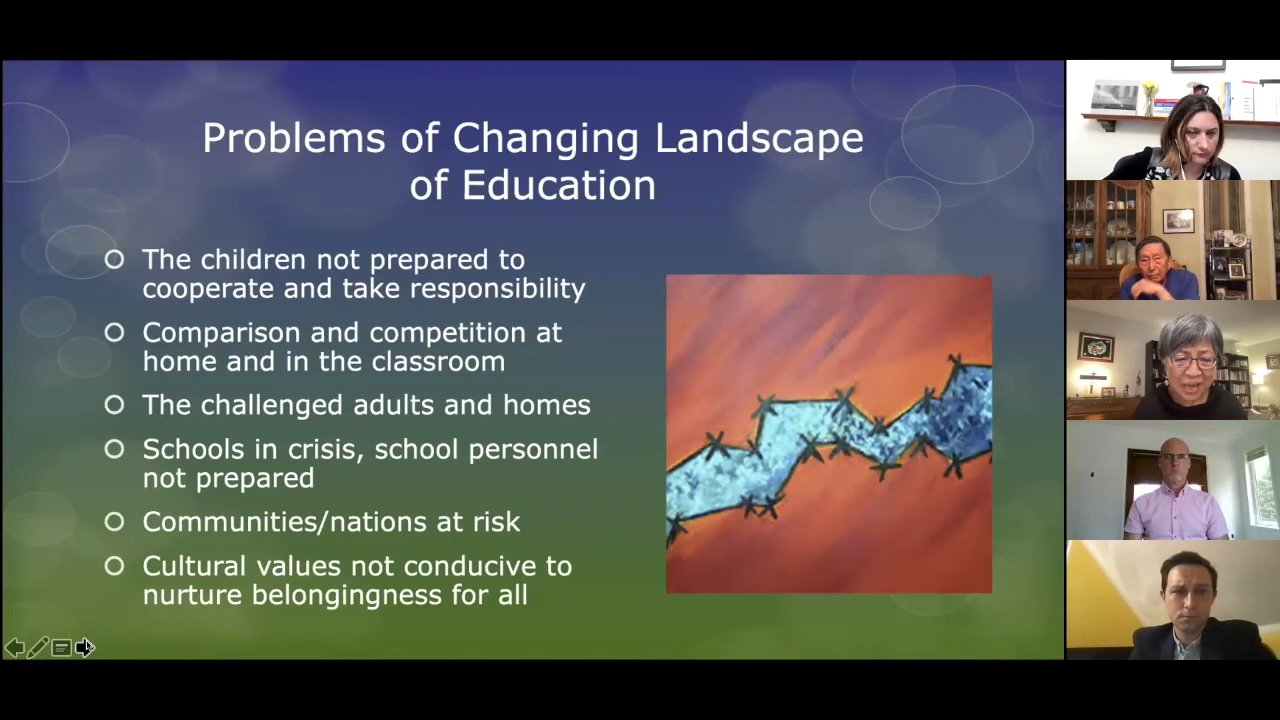 Problems of Changing Landscape
of Education
The children not prepared to
cooperate and take responsibility
Comparison and competition at
home and in the classroom
The challenged adults and homes
Schools in crisis, school personnel
not prepared
Communities/nations at risk
Cultural values not conducive to
nurture belongingness for all